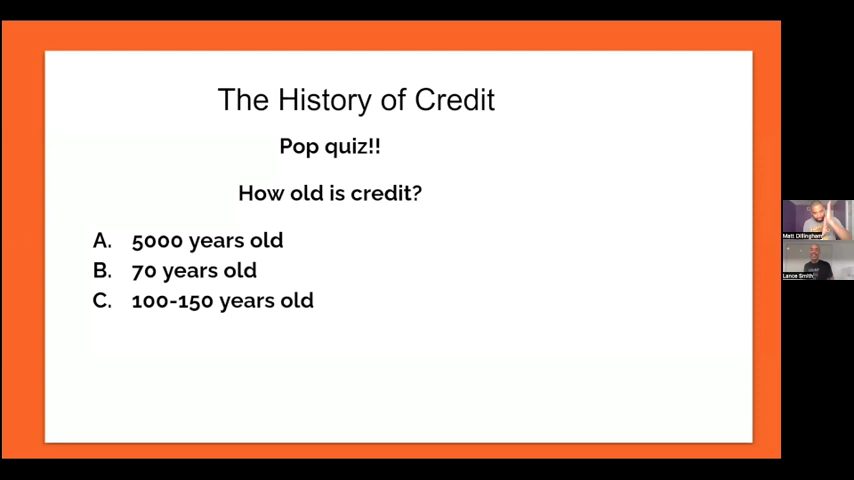 The History of Credit
Pop quiz!!
How old is credit?
A. 5000 years old
B. 70 years old
C. 100-150 years old
Matt Dillingham
Lance Smith